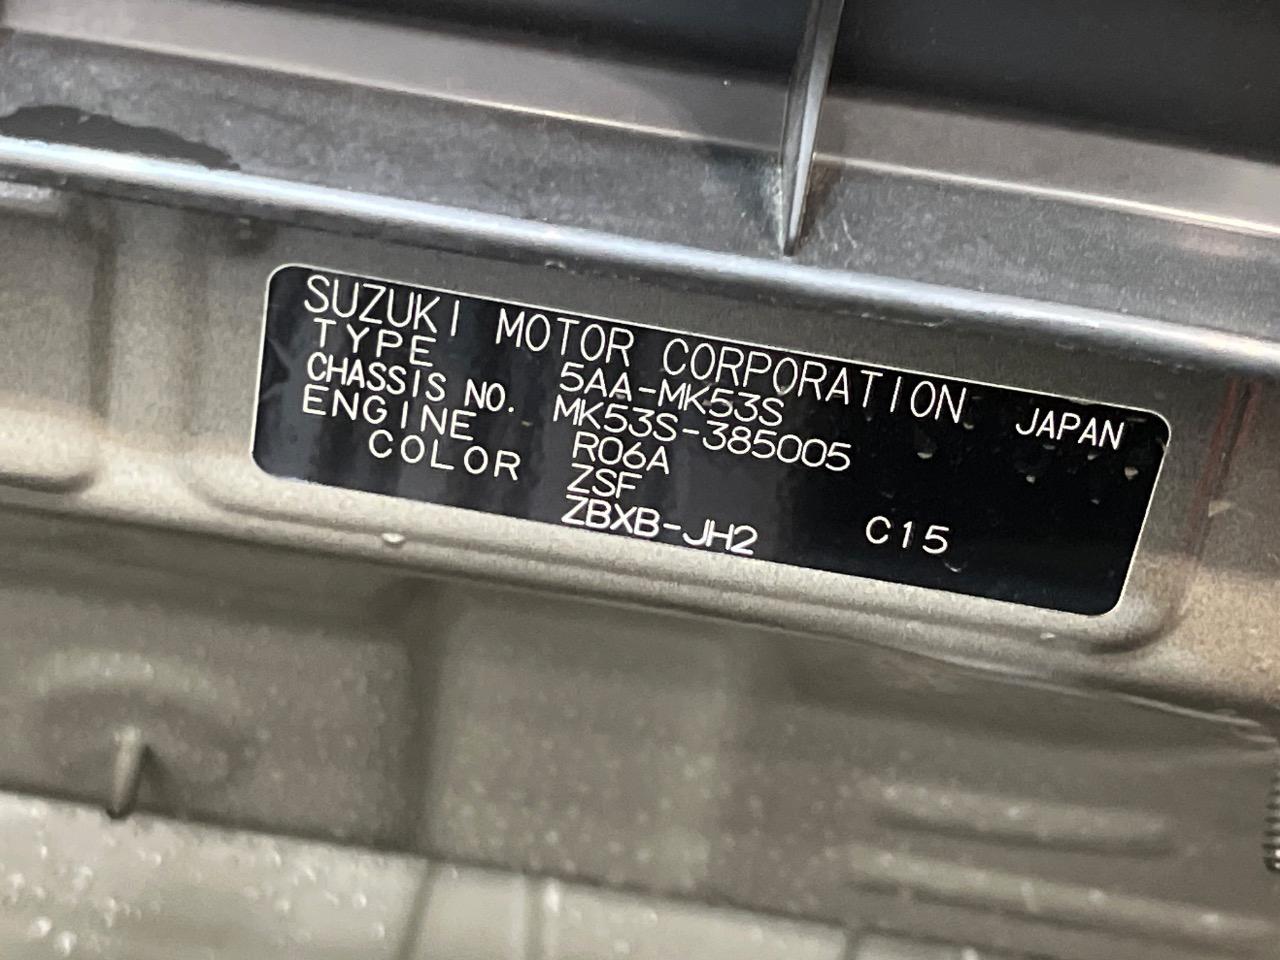 SUZUKI MOTOR CORPORATION JAPAN
TYPE 5AA-MK53S
CHASSIS NO. MK53S-385005
ENGINE R06A
COLOR ZSF
ZBXB-JH2 C15